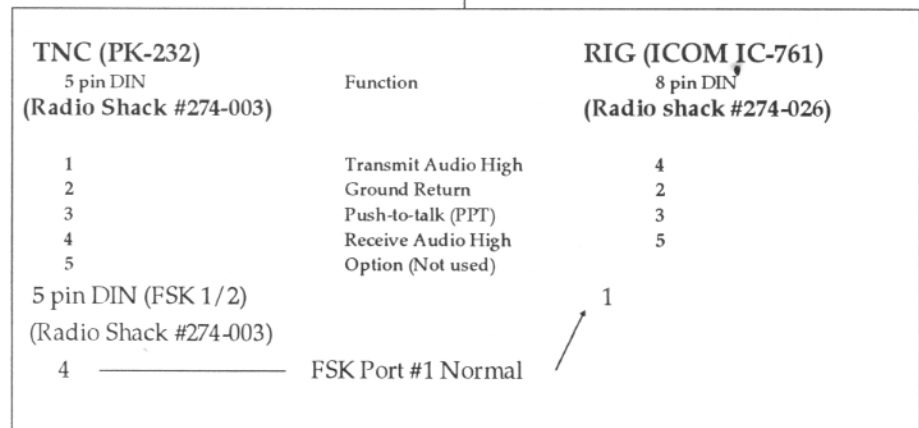 TNC (PK-232) RIG (ICOM IC-761)
5 pin DIN Function 8 pin DIN
(Radio Shack #274-003) (Radio shack #274-026)
1 Transmit Audio High 4
2 Ground Return 2
3 Push-to-talk (PPT) 3
4 Receive Audio High 5
5 Option (Not used)
5 pin DIN (FSK 1/2) 1
(Radio Shack #274-003)
4 FSK Port #1 Normal